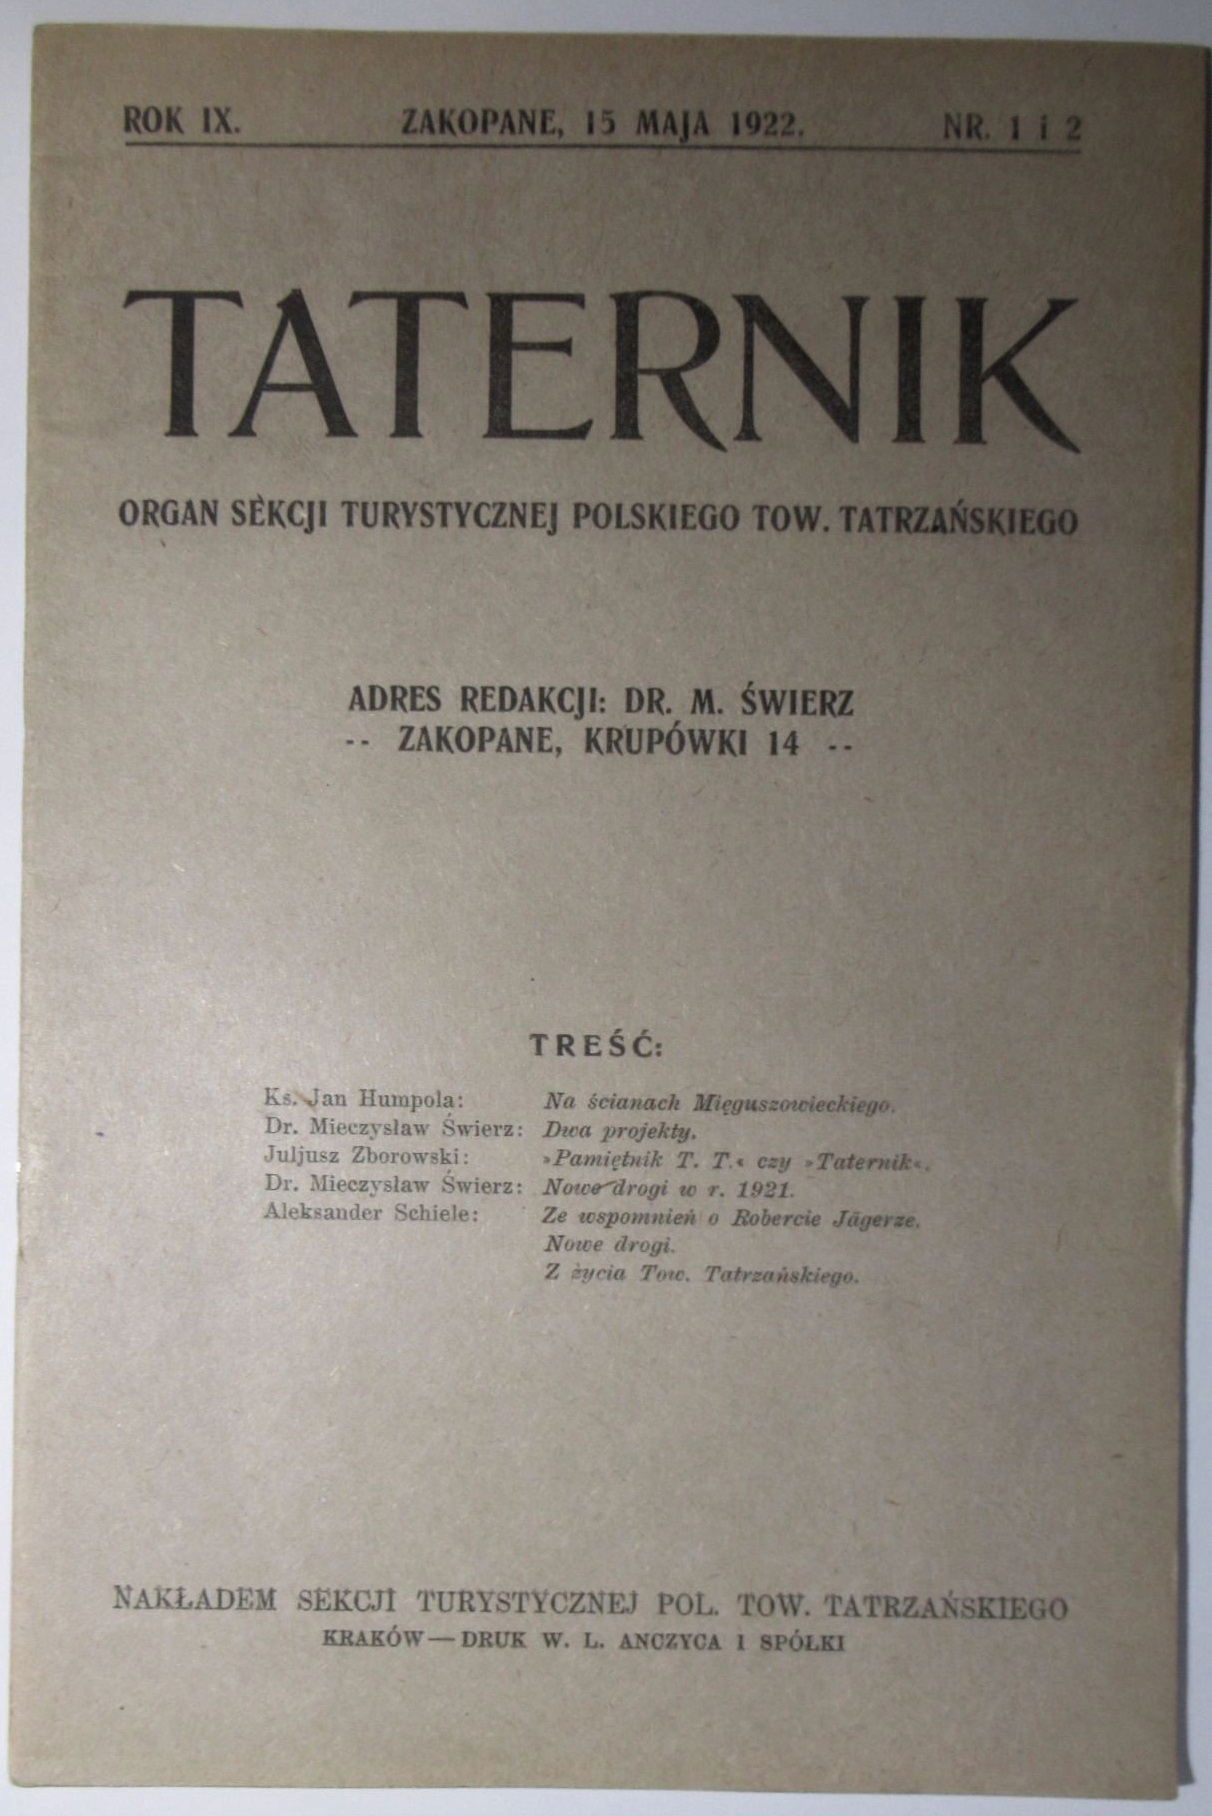 ROK IX. ZAKOPANE, 15 MAJA 1922. NR. 1 i 2
TATERNIK
ORGAN SEKCJI TURYSTYCZNEJ POLSKIEGO TOW. TATRZAŃSKIEGO
ADRES REDAKCJI: DR. M. ŚWIERZ
-- ZAKOPANE, KRUPÓWKI 14 --
TREŚĆ:
Ks. Jan Humpola: Na ścianach Mięguszowieckiego.
Dr. Mieczysław Świerz: Dwa projekty.
Juljusz Zborowski: »Pamiętnik T. T.« czy »Taternik«.
Dr. Mieczysław Świerz: Nowe drogi w r. 1921.
Aleksander Schiele: Ze wspomnień o Robercie Jägerze.
Nowe drogi.
Z życia Tow. Tatrzańskiego.
NAKŁADEM SEKCJI TURYSTYCZNEJ POL. TOW. TATRZAŃSKIEGO
KRAKÓW — DRUK W. L. ANCZYCA I SPÓŁKI